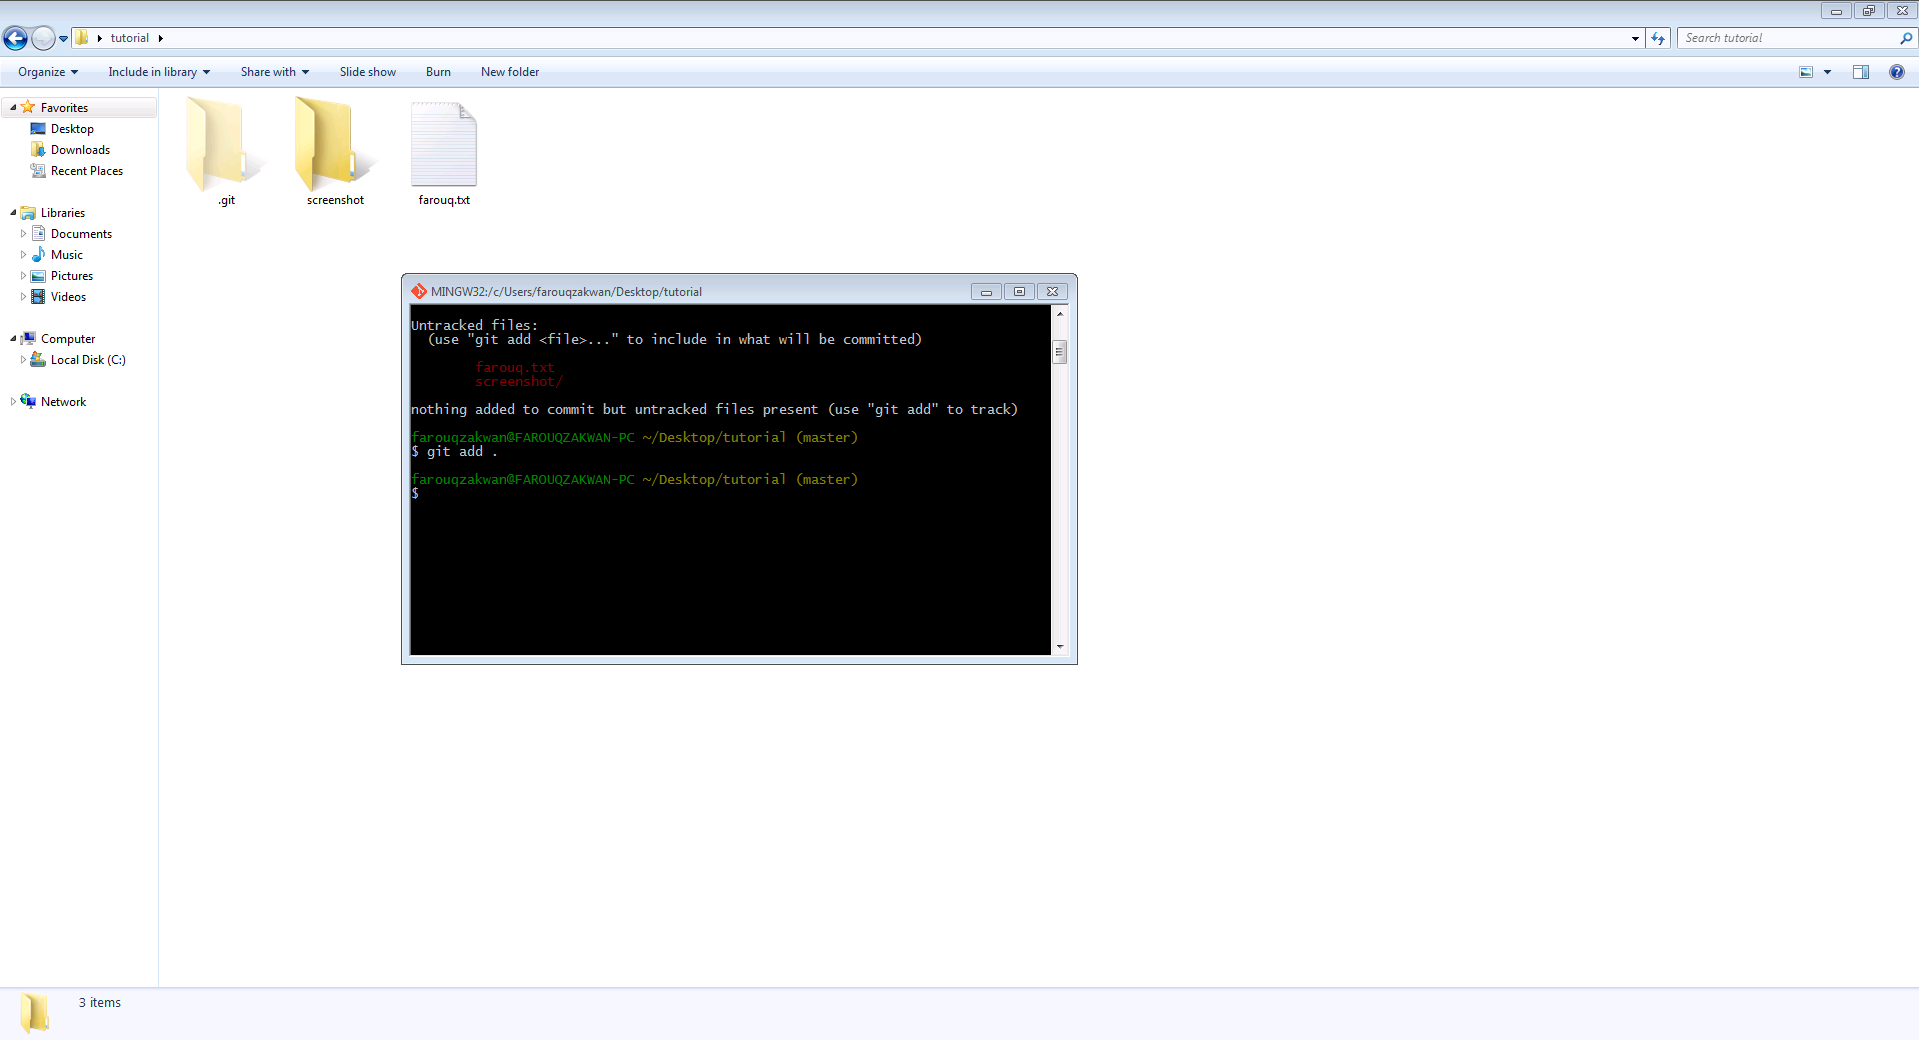 tutorial
Search tutorial
Organize Include in library Share with Slide show Burn New folder
Favorites
Desktop
Downloads
Recent Places
Libraries
Documents
Music
Pictures
Videos
Computer
Local Disk (C:)
Network
.git screenshot farouq.txt
MINGW32:/c/Users/farouqzakwan/Desktop/tutorial
Untracked files:
(use "git add <file>..." to include in what will be committed)
farouq.txt
screenshot/
nothing added to commit but untracked files present (use "git add" to track)
farouqzakwan@FAROUQZAKWAN-PC ~/Desktop/tutorial (master)
$ git add .
farouqzakwan@FAROUQZAKWAN-PC ~/Desktop/tutorial (master)
$
3 items